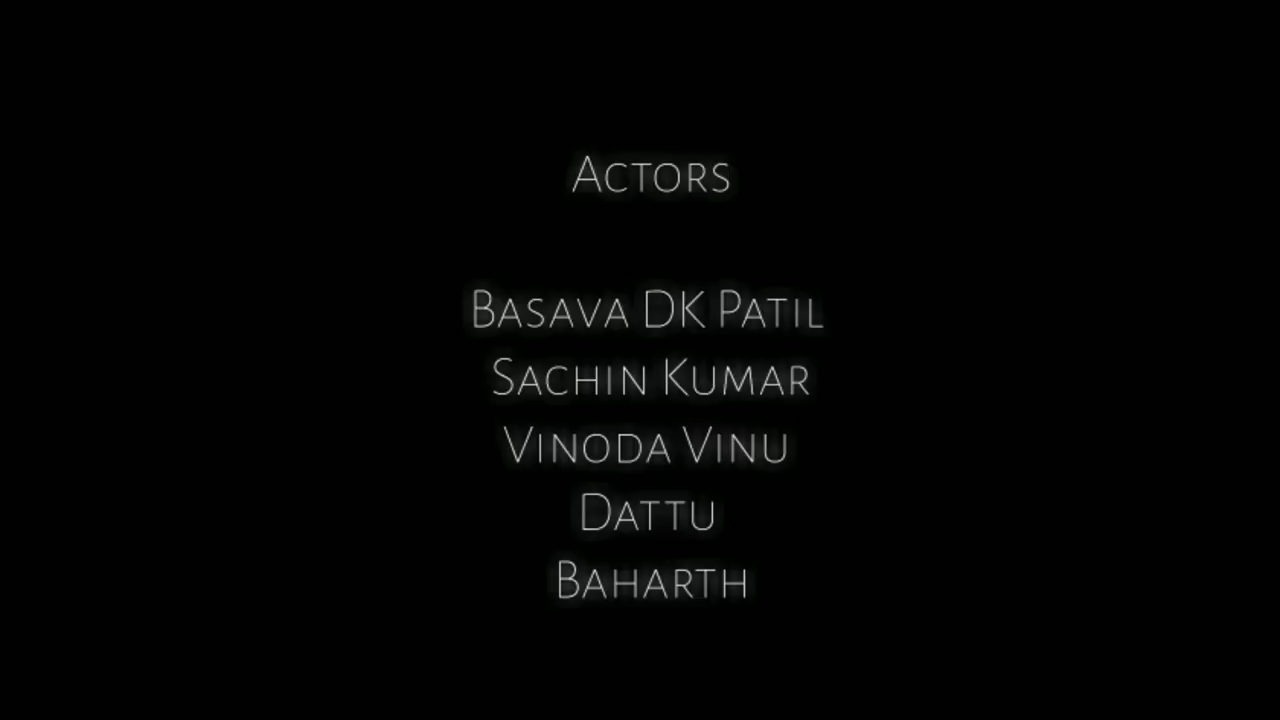 Actors
Basava DK Patil
Sachin Kumar
Vinoda Vinu
Dattu
Baharth